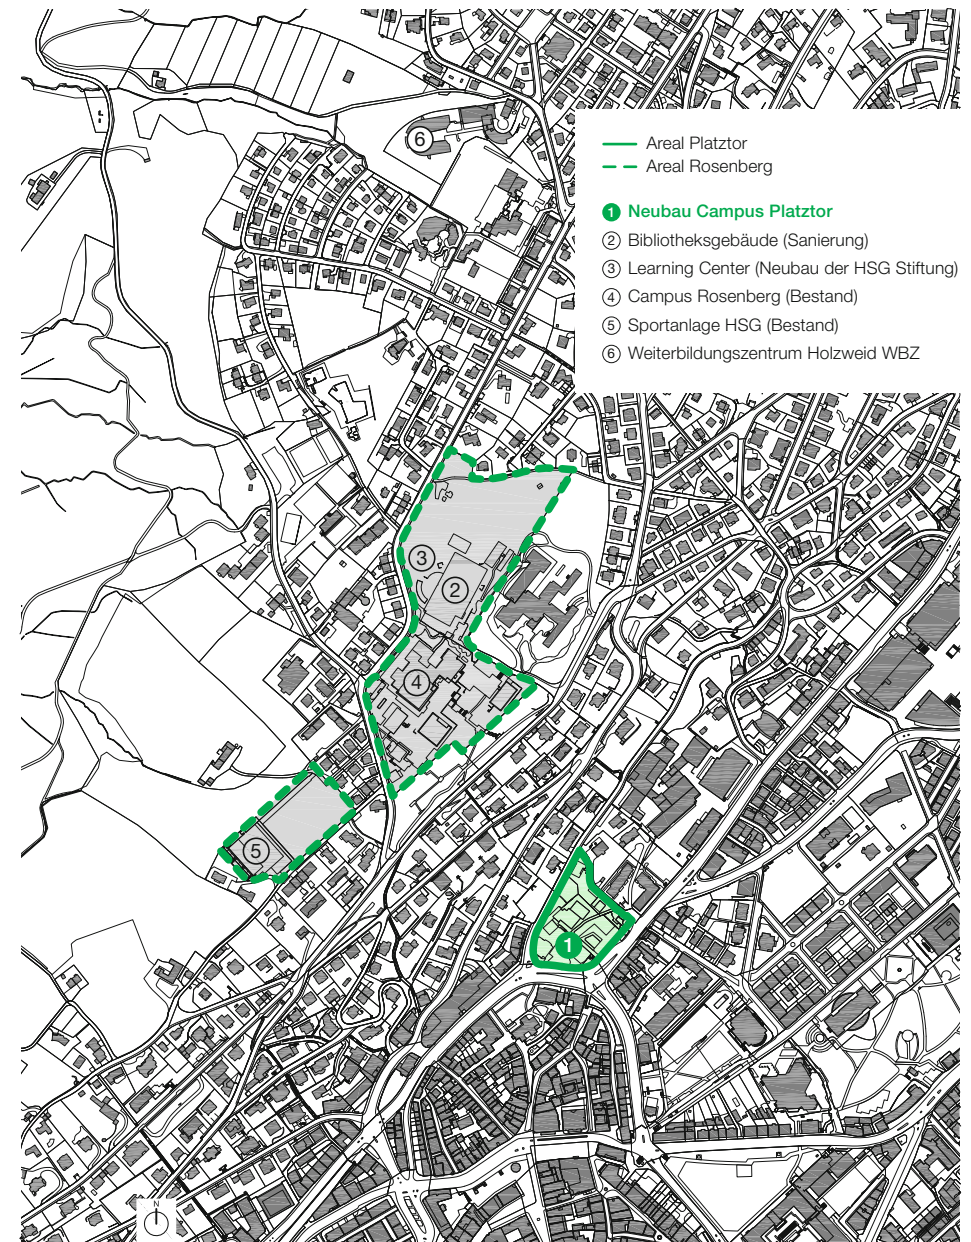 6
Areal Platztor
Areal Rosenberg
1 Neubau Campus Platztor
2 Bibliotheksgebäude (Sanierung)
3 Learning Center (Neubau der HSG Stiftung)
4 Campus Rosenberg (Bestand)
5 Sportanlage HSG (Bestand)
6 Weiterbildungszentrum Holzweid WBZ
3
2
4
5
1
N